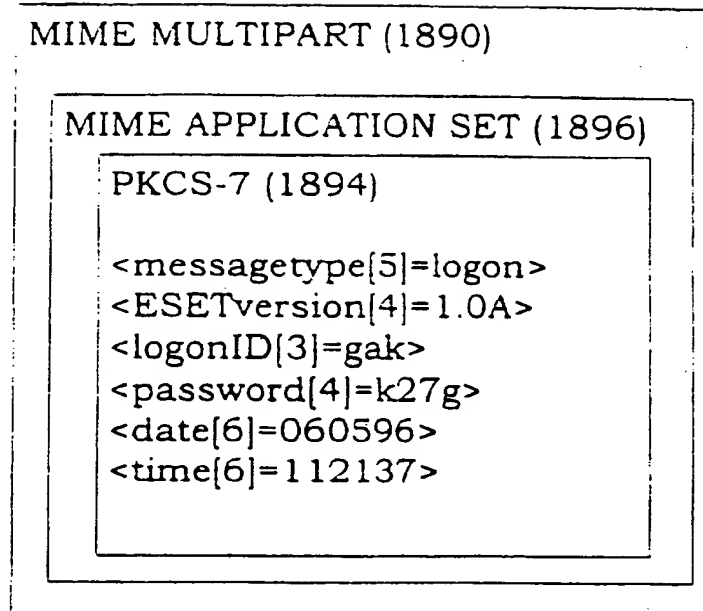 MIME MULTIPART (1890)
MIME APPLICATION SET (1896)
PKCS-7 (1894)
<messagetype[5]=logon>
<ESETversion[4]=1.0A>
<logonID[3]=gak>
<password[4]=k27g>
<date[6]=060596>
<time[6]=112137>